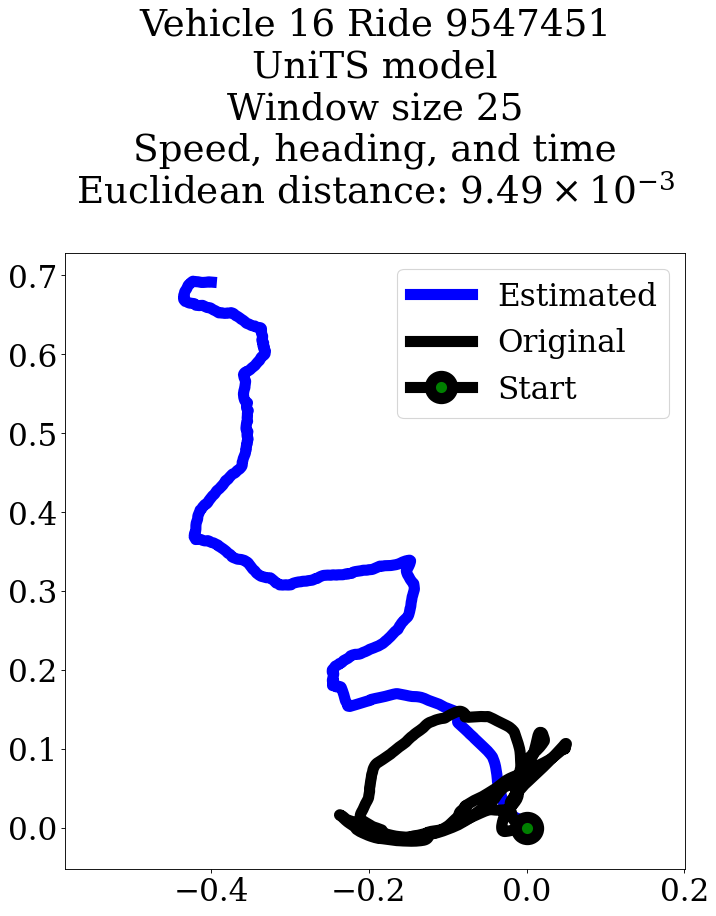 Vehicle 16 Ride 9547451
UniTS model
Window size 25
Speed, heading, and time
Euclidean distance: 9.49 × 10⁻³
Estimated
Original
Start
0.7
0.6
0.5
0.4
0.3
0.2
0.1
0.0
−0.4 −0.2 0.0 0.2